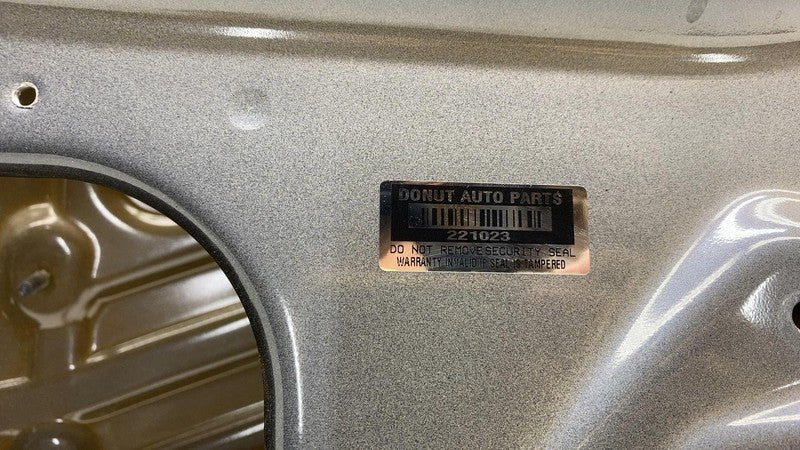 DONUT AUTO PARTS
221023
DO NOT REMOVE SECURITY SEAL
WARRANTY INVALID IF SEAL IS TAMPERED